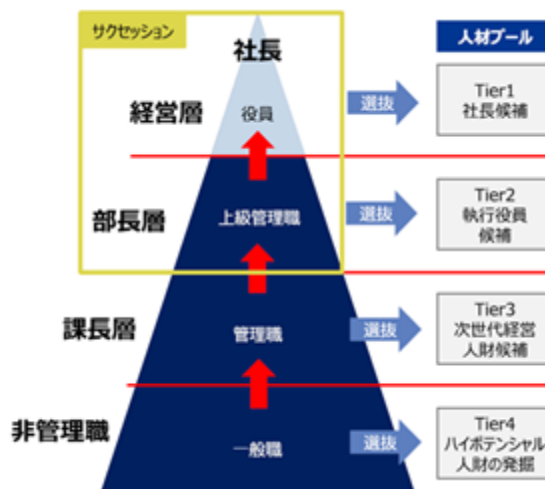 サクセッション
人材プール
社長
経営層
役員
選抜
Tier1
社長候補
部長層
上級管理職
選抜
Tier2
執行役員
候補
課長層
管理職
選抜
Tier3
次世代経営
人財候補
非管理職
一般職
選抜
Tier4
ハイポテンシャル
人財の発掘